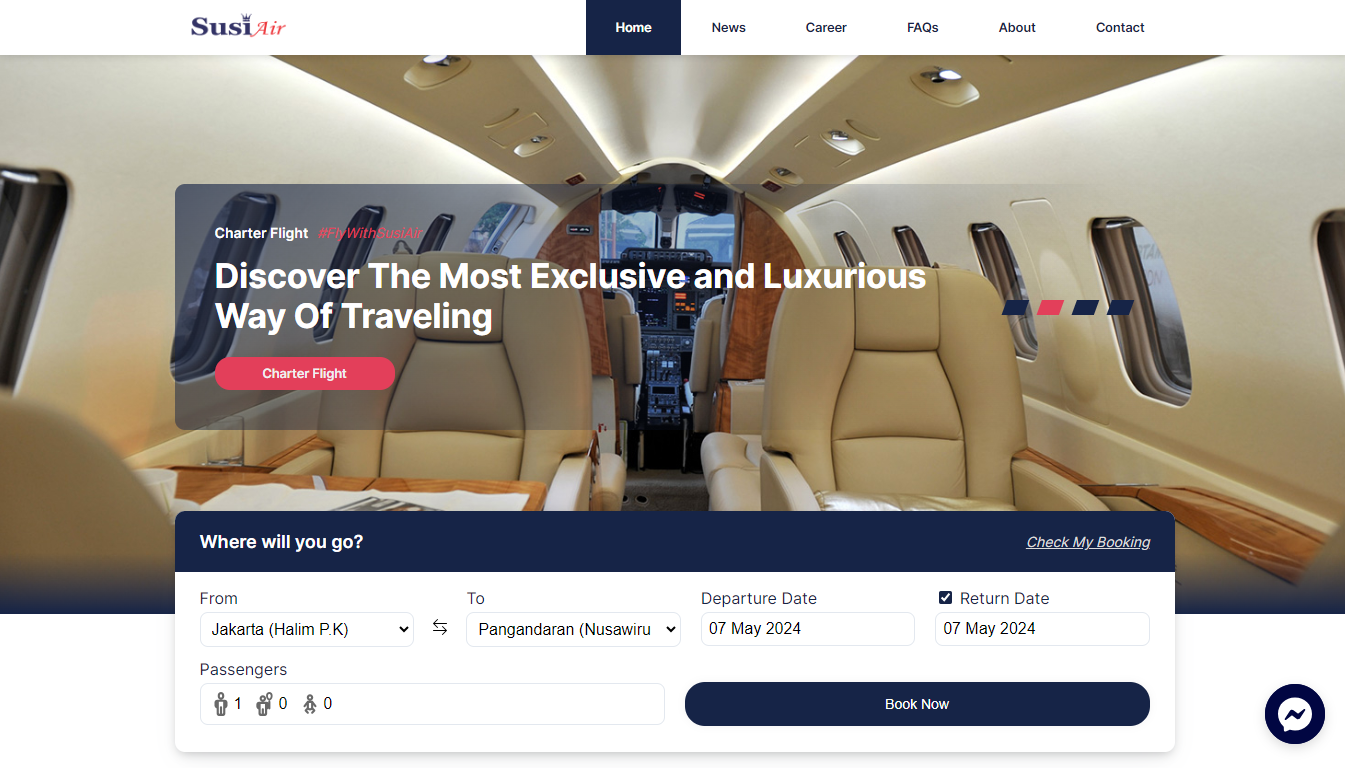 Susi Air
Home
News
Career
FAQs
About
Contact
Charter Flight #FlyWithSusiAir
Discover The Most Exclusive and Luxurious
Way Of Traveling
Charter Flight
Where will you go?
Check My Booking
From
To
Departure Date
Return Date
Jakarta (Halim P.K)
Pangandaran (Nusawiru
07 May 2024
07 May 2024
Passengers
1
0
0
Book Now